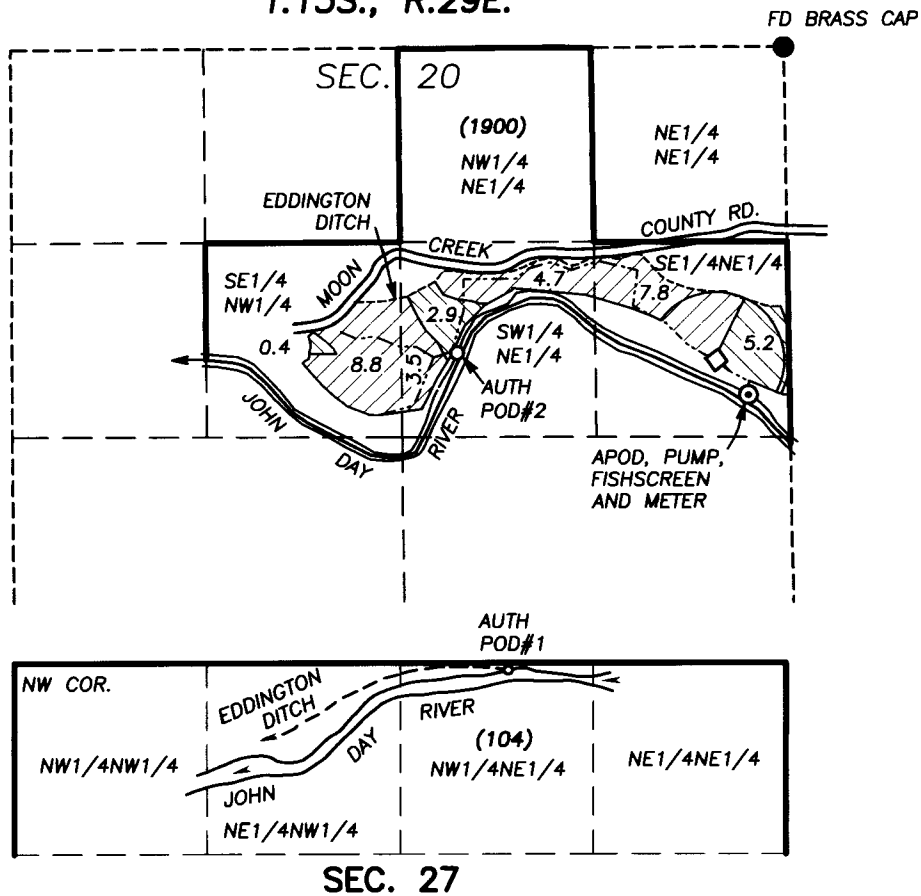 T.13S., R.29E.
FD BRASS CAP
SEC. 20
(1900)
NW1/4
NE1/4
NE1/4
NE1/4
EDDINGTON
DITCH
COUNTY RD.
CREEK
MOON
SE1/4
NW1/4
SE1/4NE1/4
4.7
7.8
2.9
SW1/4
NE1/4
5.2
0.4
8.8
3.5
AUTH
POD#2
JOHN
DAY
RIVER
APOD, PUMP,
FISHSCREEN
AND METER
AUTH
POD#1
NW COR.
EDDINGTON
DITCH
RIVER
DAY
JOHN
(104)
NW1/4NW1/4
NW1/4NE1/4
NE1/4NE1/4
NE1/4NW1/4
SEC. 27